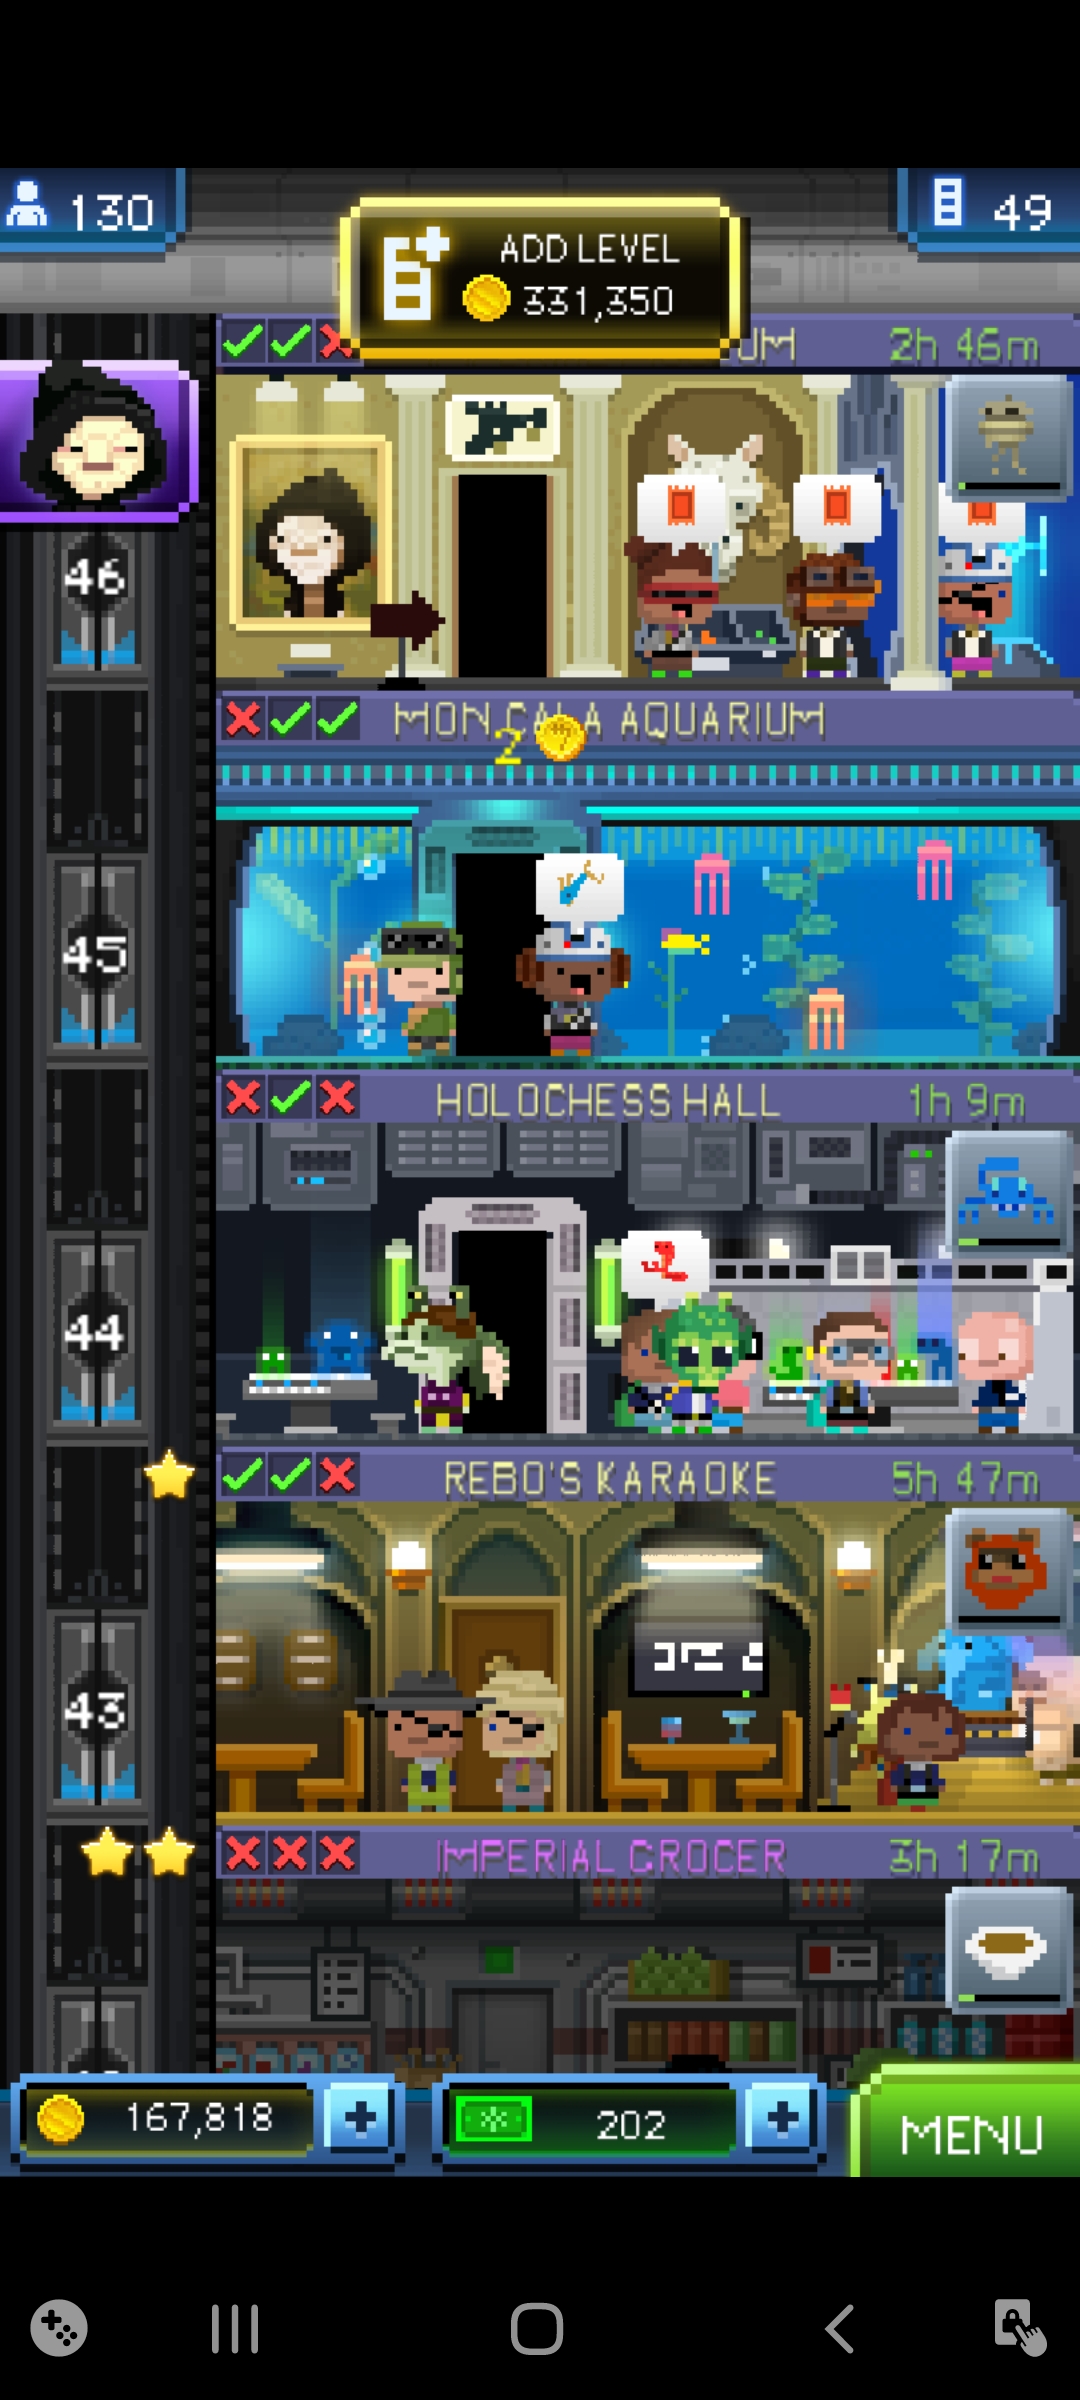 130
ADD LEVEL
331,350
49
UM 2h 46m
46
MON CALA AQUARIUM
2
45
HOLOCHESS HALL 1h 9m
44
REBO'S KARAOKE 5h 47m
43
IMPERIAL GROCER 3h 17m
167,818
202
MENU